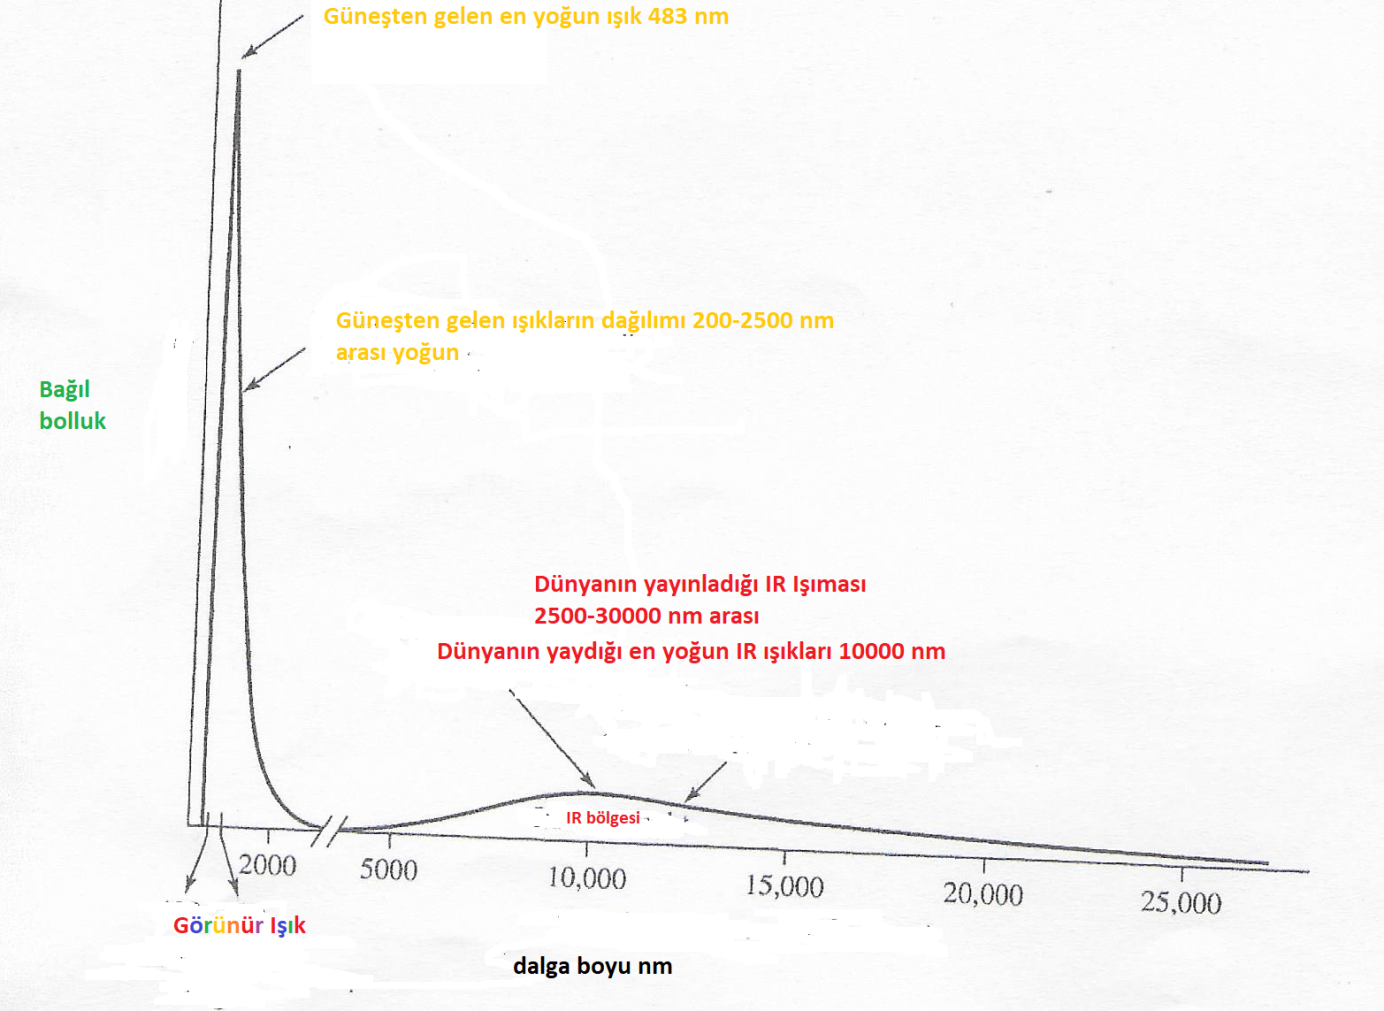 Güneşten gelen en yoğun ışık 483 nm
Güneşten gelen ışıkların dağılımı 200-2500 nm
arası yoğun
Bağıl
bolluk
Dünyanın yayınladığı IR Işıması
2500-30000 nm arası
Dünyanın yaydığı en yoğun IR ışıkları 10000 nm
IR bölgesi
2000
5000
10,000
15,000
20,000
25,000
Görünür Işık
dalga boyu nm